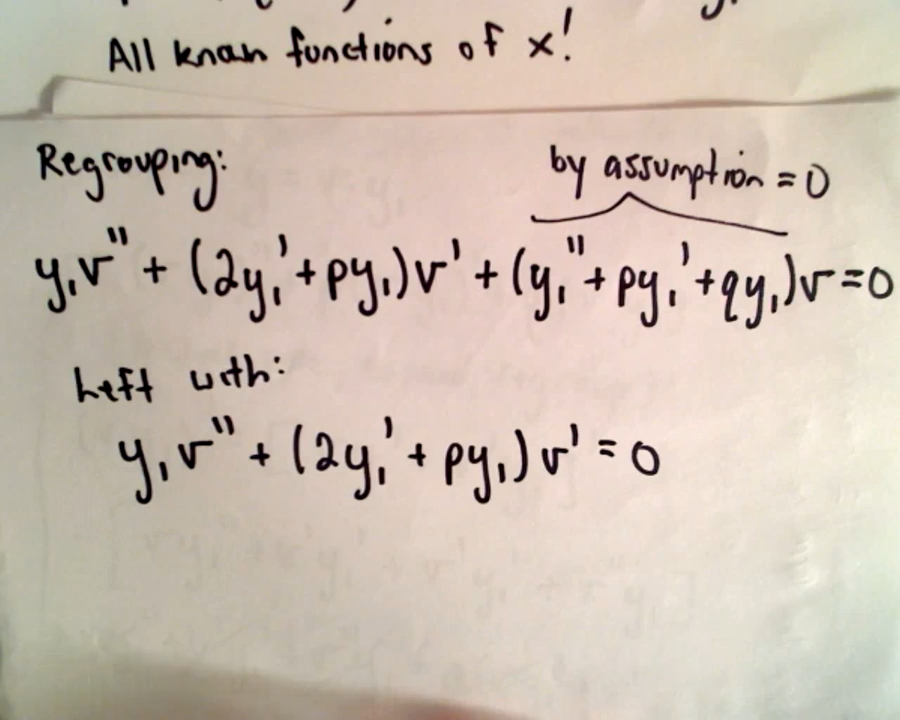 All knan functions of x!
Regrouping:
by assumption = 0
y₁v'' + (2y₁' + py₁)v' + (y₁'' + py₁' + qy₁)v = 0
Left with:
y₁v'' + (2y₁' + py₁)v' = 0